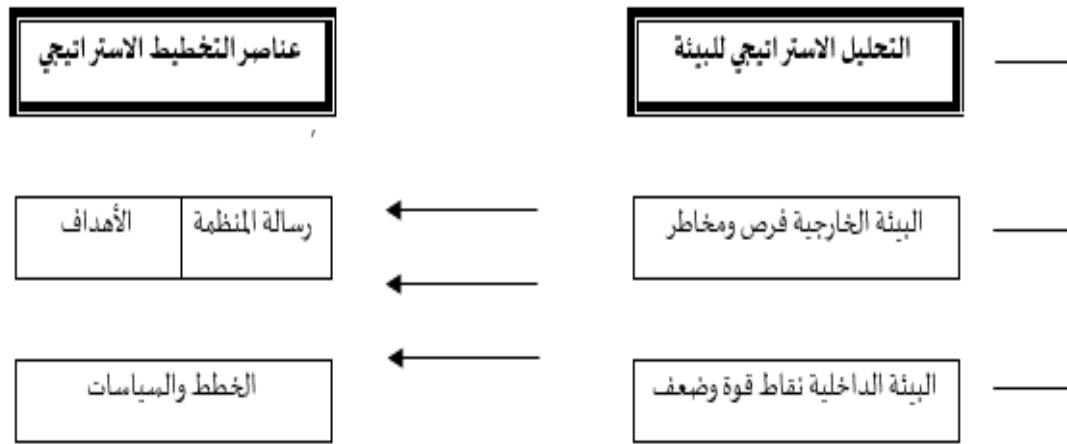 التحليل الاستراتيجي للبيئة
عناصر التخطيط الاستراتيجي
البيئة الخارجية فرص ومخاطر
رسالة المنظمة
الأهداف
البيئة الداخلية نقاط قوة وضعف
الخطط والسياسات